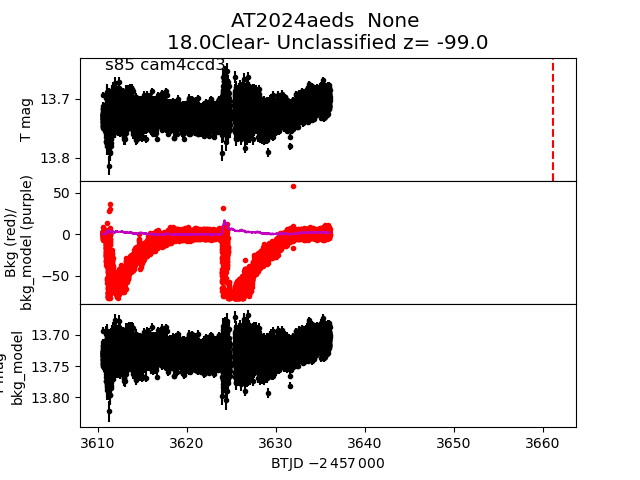 AT2024aeds  None
18.0Clear- Unclassified z= -99.0
s85 cam4ccd3
T mag
13.7
13.8
Bkg (red)/
bkg_model (purple)
50
0
−50
mag
bkg_model
13.70
13.75
13.80
3610
3620
3630
3640
3650
3660
BTJD −2 457 000